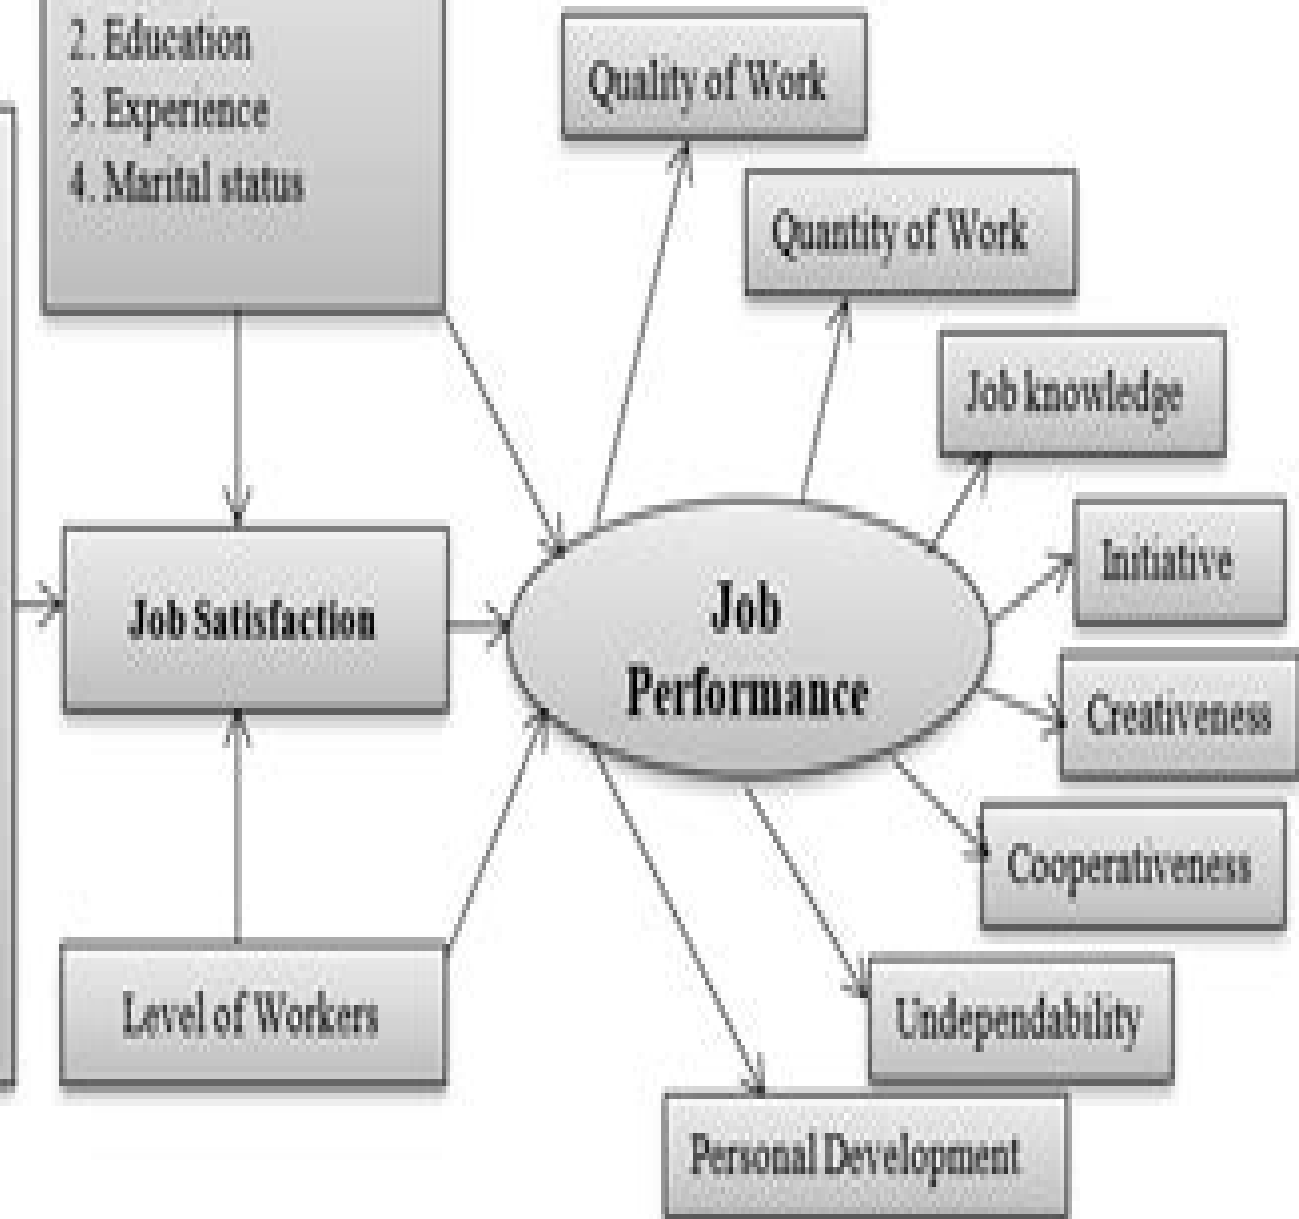 2. Education
3. Experience
4. Marital status
Quality of Work
Quantity of Work
Job knowledge
Initiative
Job Satisfaction
Job
Performance
Creativeness
Cooperativeness
Level of Workers
Undependability
Personal Development